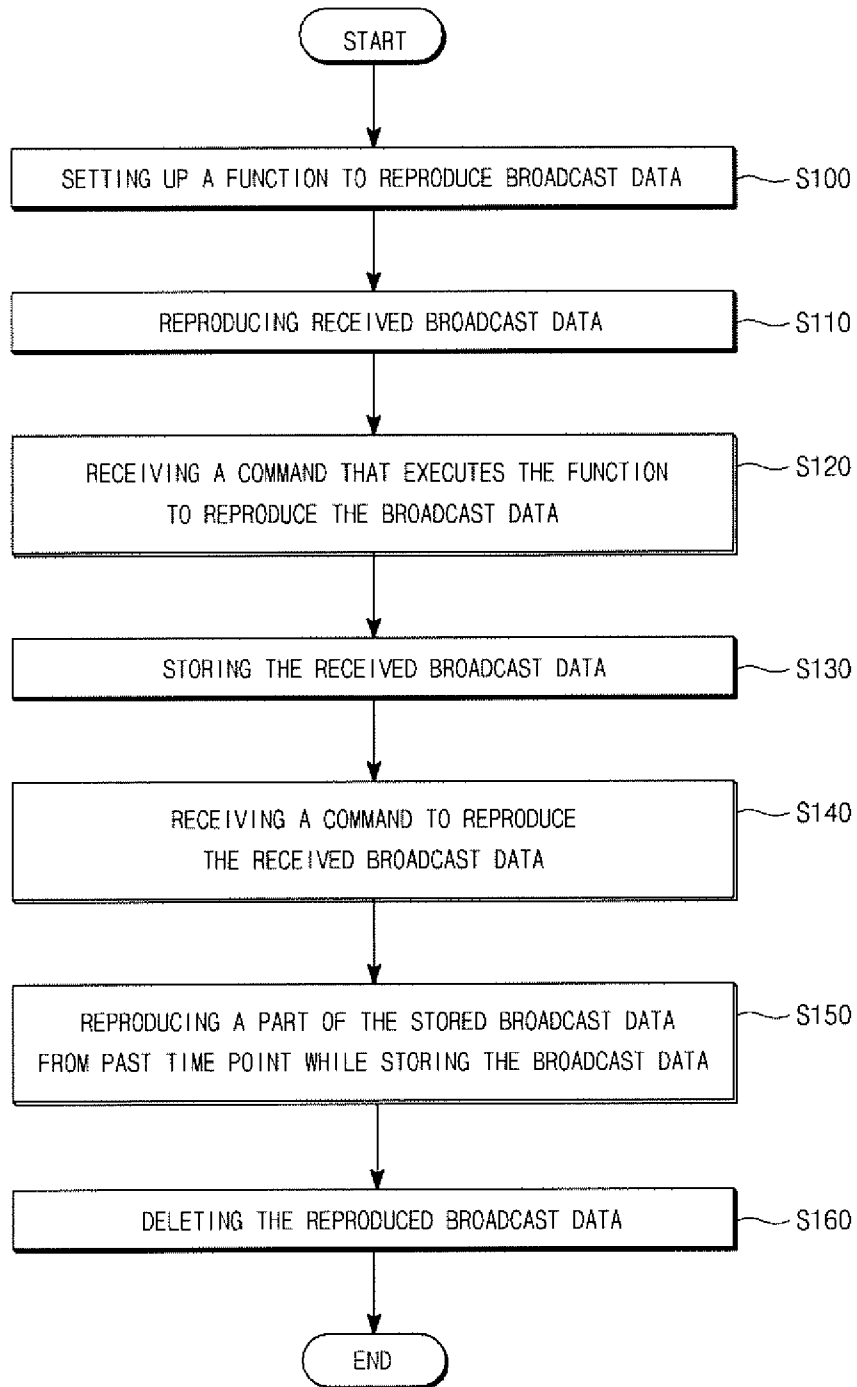 START
SETTING UP A FUNCTION TO REPRODUCE BROADCAST DATA
S100
REPRODUCING RECEIVED BROADCAST DATA
S110
RECEIVING A COMMAND THAT EXECUTES THE FUNCTION
TO REPRODUCE THE BROADCAST DATA
S120
STORING THE RECEIVED BROADCAST DATA
S130
RECEIVING A COMMAND TO REPRODUCE
THE RECEIVED BROADCAST DATA
S140
REPRODUCING A PART OF THE STORED BROADCAST DATA
FROM PAST TIME POINT WHILE STORING THE BROADCAST DATA
S150
DELETING THE REPRODUCED BROADCAST DATA
S160
END